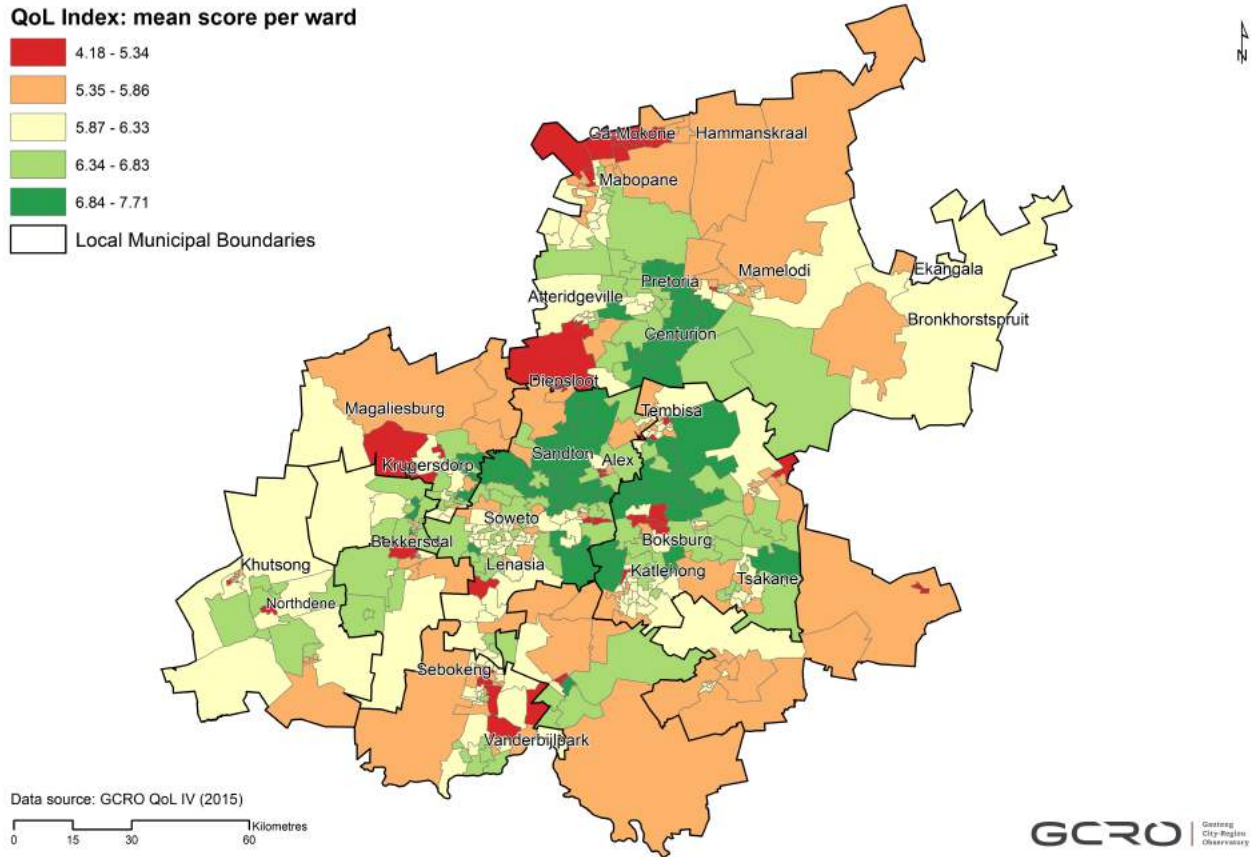 QoL Index: mean score per ward
4.18 - 5.34
5.35 - 5.86
5.87 - 6.33
6.34 - 6.83
6.84 - 7.71
Local Municipal Boundaries
N
Ga-Mokone
Hammanskraal
Mabopane
Ekangala
Mamelodi
Pretoria
Atteridgeville
Bronkhorstspruit
Centurion
Diepsloot
Magaliesburg
Tembisa
Sandton
Alex
Krugersdorp
Soweto
Boksburg
Bekkersdal
Khutsong
Lenasia
Katlehong
Tsakane
Northdene
Sebokeng
Vanderbijlpark
Data source: GCRO QoL IV (2015)
Kilometres
0 15 30 60
GCRO
Gauteng
City-Region
Observatory